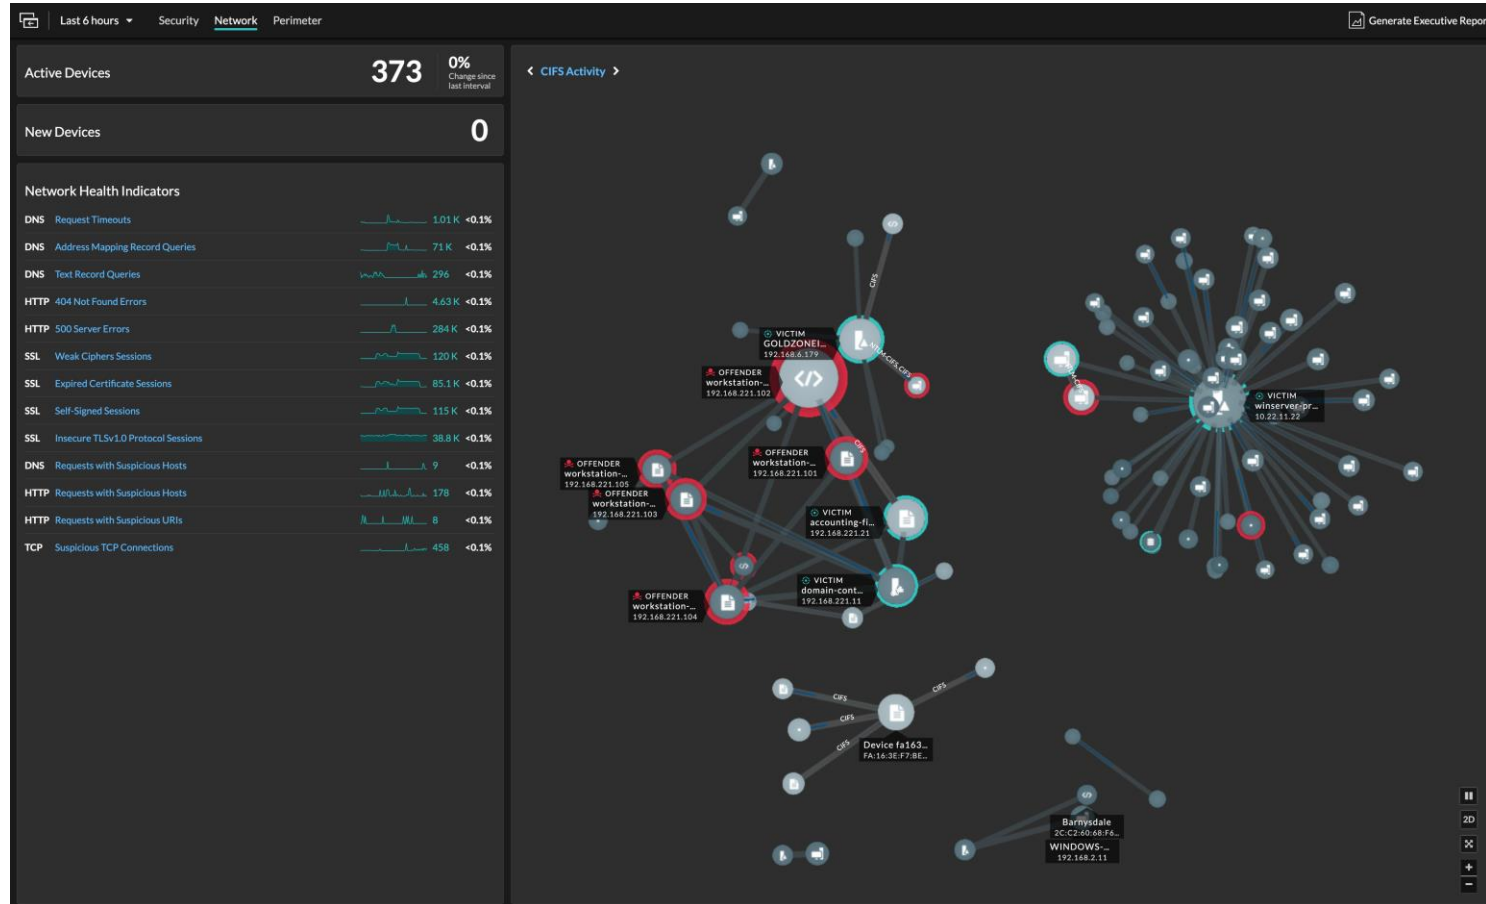 Last 6 hours
Security
Network
Perimeter
Generate Executive Repor
Active Devices
373
0%
Change since
last interval
New Devices
0
Network Health Indicators
DNS Request Timeouts 1.01 K <0.1%
DNS Address Mapping Record Queries 71 K <0.1%
DNS Text Record Queries 296 <0.1%
HTTP 404 Not Found Errors 4.63 K <0.1%
HTTP 500 Server Errors 284 K <0.1%
SSL Weak Ciphers Sessions 120 K <0.1%
SSL Expired Certificate Sessions 85.1 K <0.1%
SSL Self-Signed Sessions 115 K <0.1%
SSL Insecure TLSv1.0 Protocol Sessions 38.8 K <0.1%
DNS Requests with Suspicious Hosts 9 <0.1%
HTTP Requests with Suspicious Hosts 178 <0.1%
HTTP Requests with Suspicious URIs 8 <0.1%
TCP Suspicious TCP Connections 458 <0.1%
CIFS Activity
CIFS
VICTIM
GOLDZONEI...
192.168.6.179
NTLM, CIFS, CIFS
OFFENDER
workstation-...
192.168.221.102
OFFENDER
workstation-...
192.168.221.101
CIFS
OFFENDER
workstation-...
192.168.221.105
OFFENDER
workstation-...
192.168.221.103
VICTIM
accounting-fi...
192.168.221.21
VICTIM
domain-cont...
192.168.221.11
OFFENDER
workstation-...
192.168.221.104
VICTIM
winserver-pr...
10.22.11.22
CIFS
CIFS
CIFS
CIFS
Device fa163...
FA:16:3E:F7:BE...
Barnysdale
2C:C2:60:68:F6...
WINDOWS-...
192.168.2.11
2D